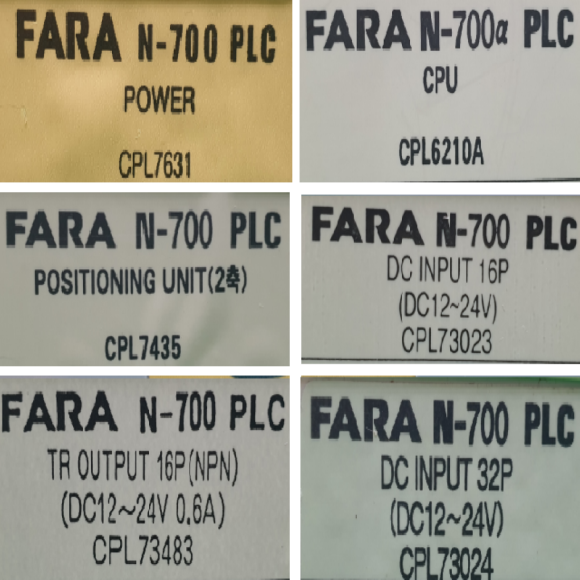 FARA N-700 PLC
POWER
CPL7631
FARA N-700α PLC
CPU
CPL6210A
FARA N-700 PLC
POSITIONING UNIT(2축)
CPL7435
FARA N-700 PLC
DC INPUT 16P
(DC12~24V)
CPL73023
FARA N-700 PLC
TR OUTPUT 16P(NPN)
(DC12~24V 0.6A)
CPL73483
FARA N-700 PLC
DC INPUT 32P
(DC12~24V)
CPL73024